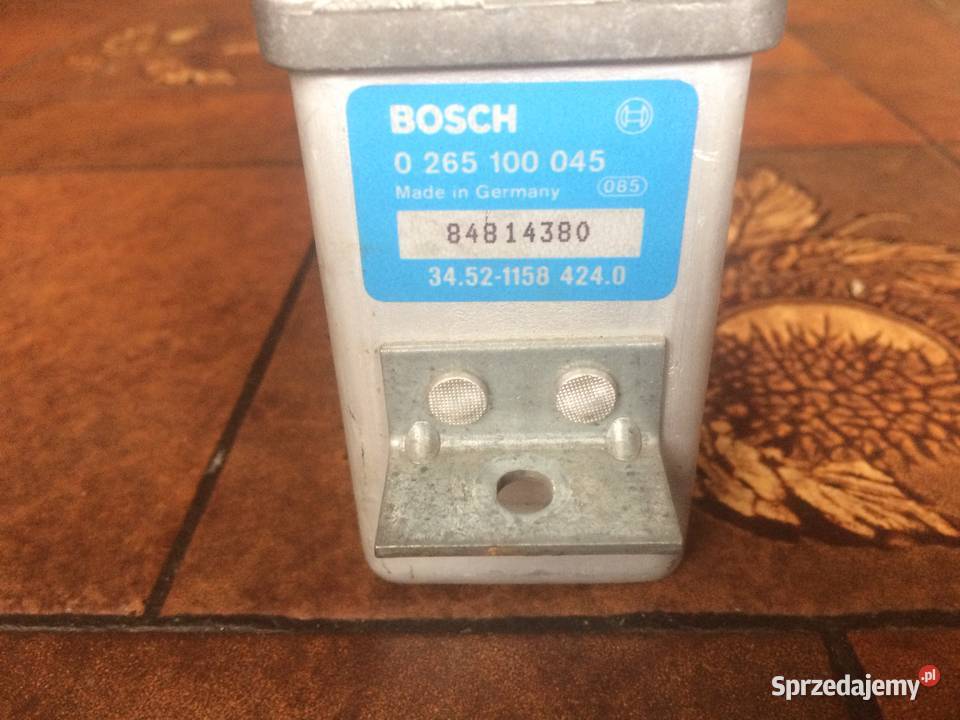 BOSCH
0 265 100 045
Made in Germany 085
84814380
34.52-1158 424.0
Sprzedajemy.pl